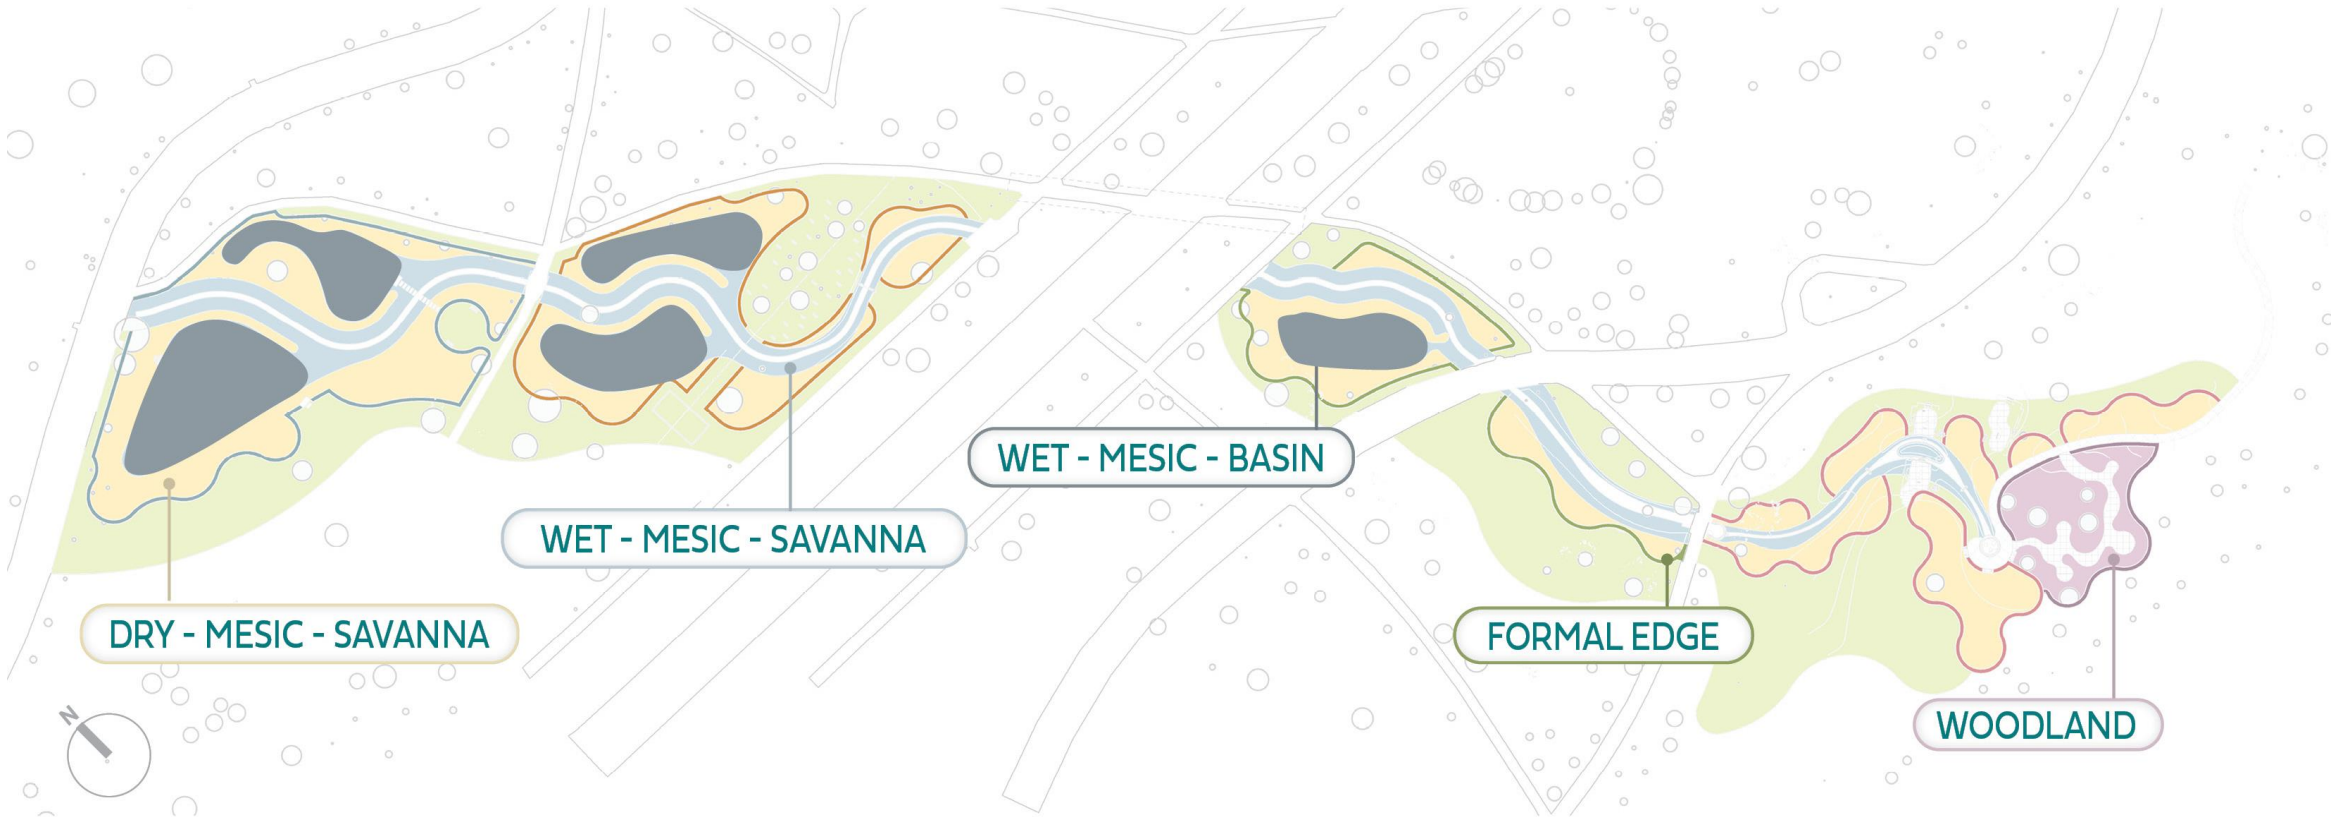 WET - MESIC - BASIN
WET - MESIC - SAVANNA
DRY - MESIC - SAVANNA
FORMAL EDGE
WOODLAND
N